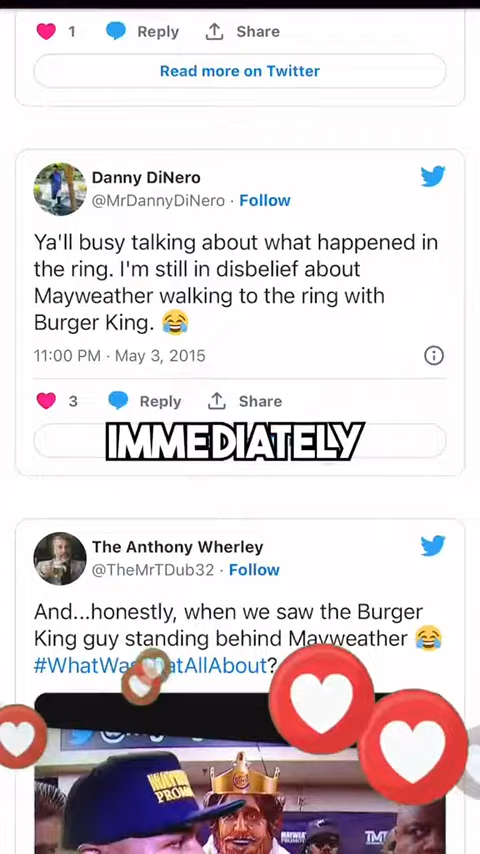 1 Reply Share
Read more on Twitter
Danny DiNero
@MrDannyDiNero · Follow
Ya'll busy talking about what happened in
the ring. I'm still in disbelief about
Mayweather walking to the ring with
Burger King. 😂
11:00 PM · May 3, 2015
3 Reply Share
IMMEDIATELY
The Anthony Wherley
@TheMrTDub32 · Follow
And...honestly, when we saw the Burger
King guy standing behind Mayweather 😂
#WhatWasThatAllAbout?
TMT